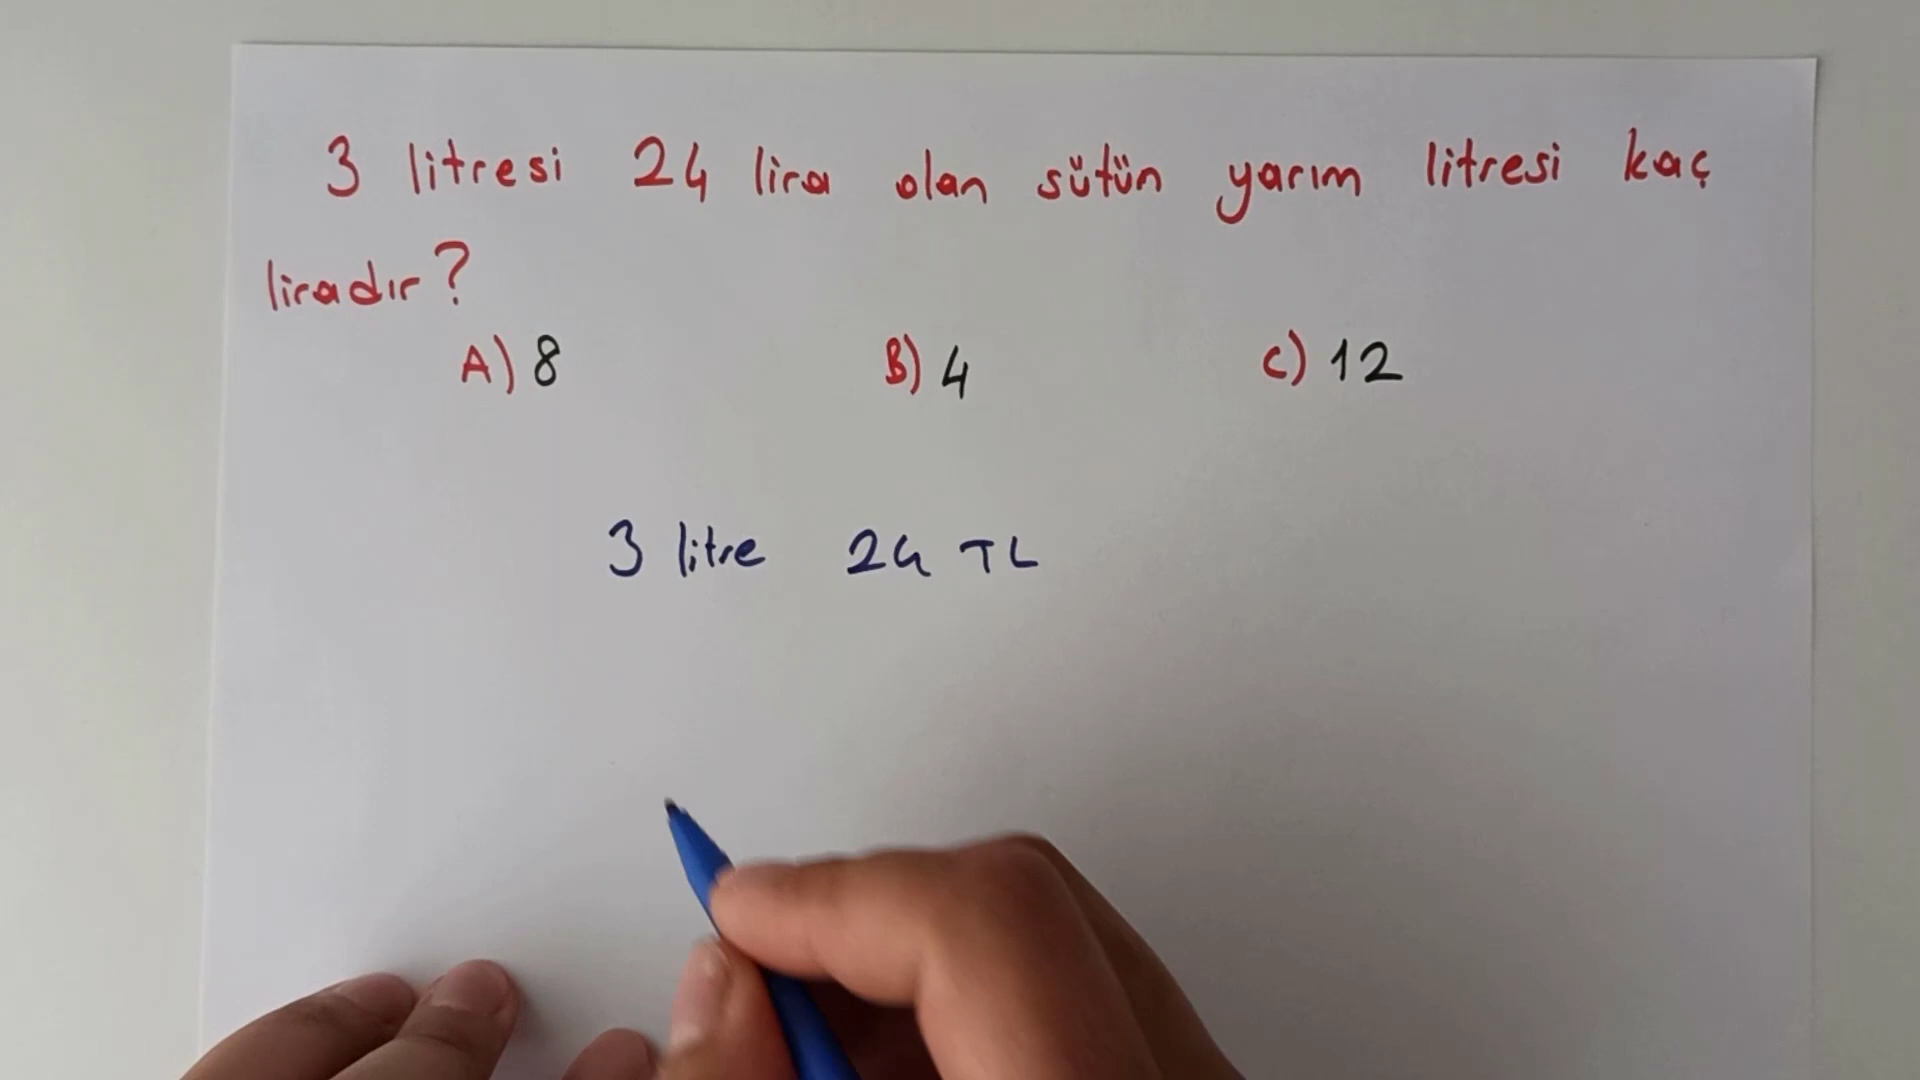 3 litresi 24 lira olan sütün yarım litresi kaç
liradır?
A) 8 B) 4 C) 12
3 litre 24 TL